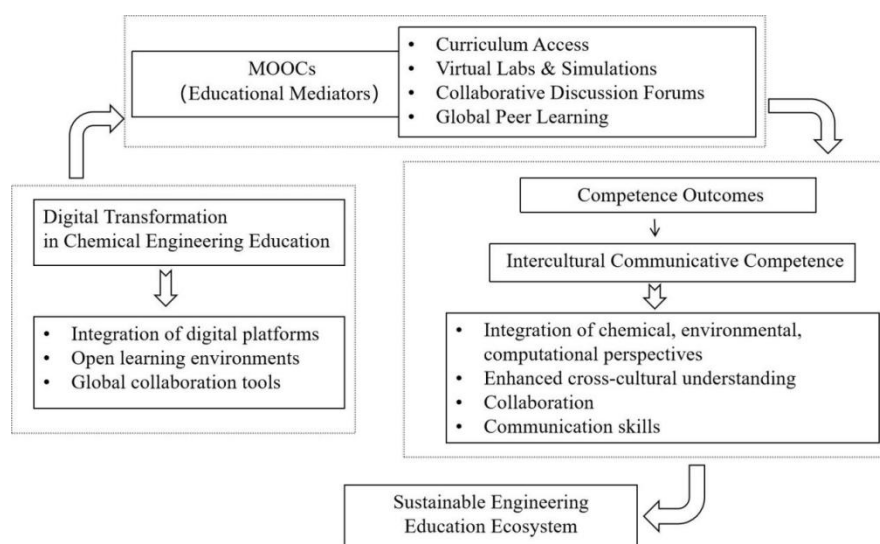 MOOCs
(Educational Mediators)
• Curriculum Access
• Virtual Labs & Simulations
• Collaborative Discussion Forums
• Global Peer Learning
Digital Transformation
in Chemical Engineering Education
• Integration of digital platforms
• Open learning environments
• Global collaboration tools
Competence Outcomes
Intercultural Communicative Competence
• Integration of chemical, environmental,
computational perspectives
• Enhanced cross-cultural understanding
• Collaboration
• Communication skills
Sustainable Engineering
Education Ecosystem